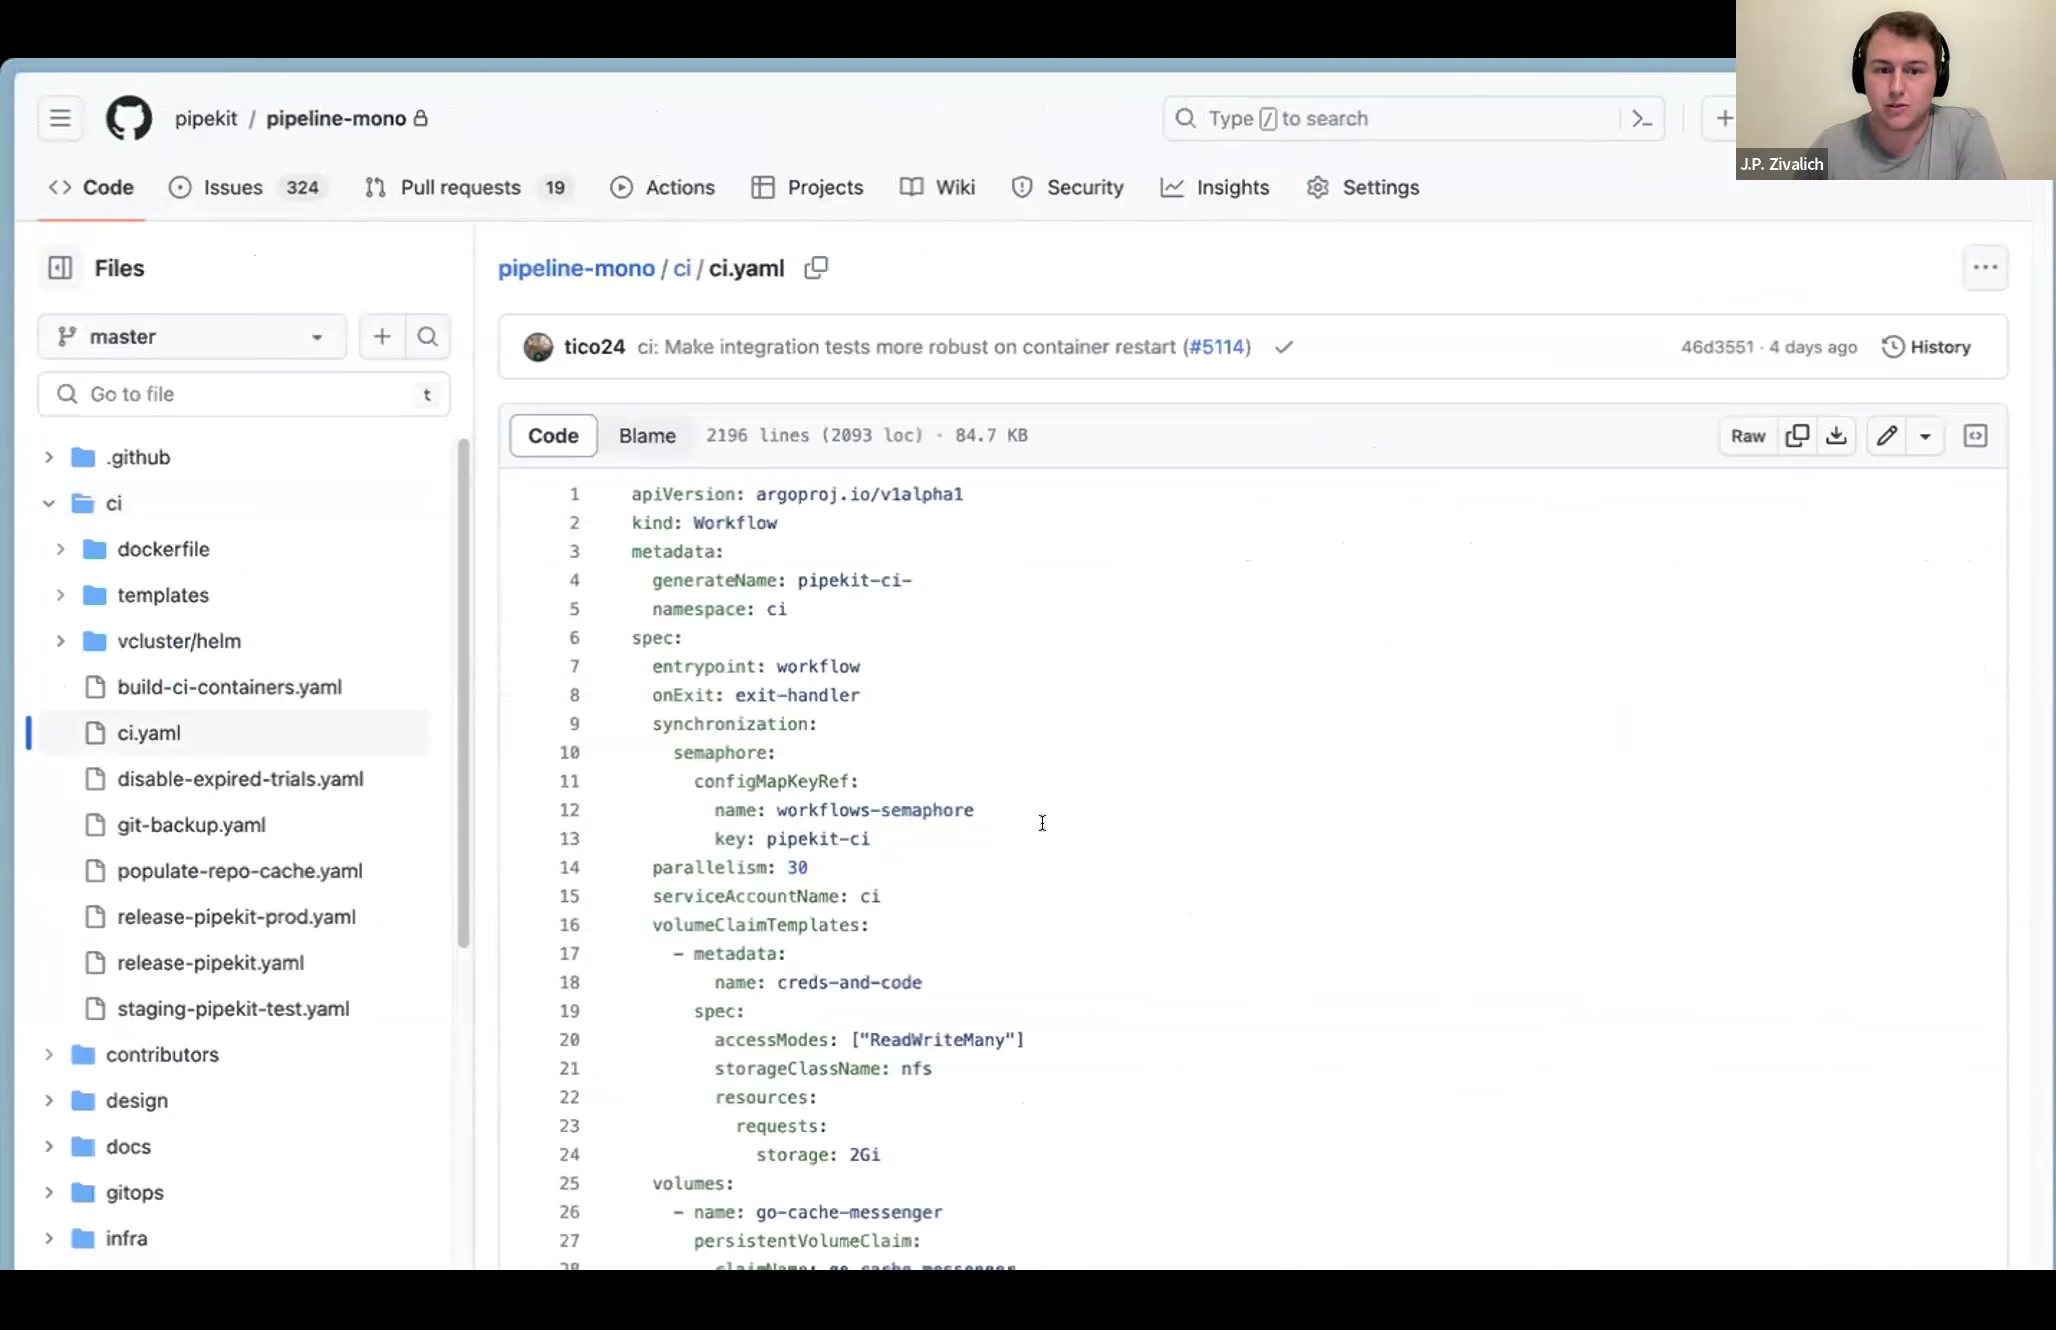 pipekit / pipeline-mono
Type / to search
J.P. Zivalich
Code Issues 324 Pull requests 19 Actions Projects Wiki Security Insights Settings
Files
master
Go to file t
.github
ci
dockerfile
templates
vcluster/helm
build-ci-containers.yaml
ci.yaml
disable-expired-trials.yaml
git-backup.yaml
populate-repo-cache.yaml
release-pipekit-prod.yaml
release-pipekit.yaml
staging-pipekit-test.yaml
contributors
design
docs
gitops
infra
pipeline-mono / ci / ci.yaml
tico24 ci: Make integration tests more robust on container restart (#5114)
46d3551 · 4 days ago History
Code Blame 2196 lines (2093 loc) · 84.7 KB Raw
1 apiVersion: argoproj.io/v1alpha1
2 kind: Workflow
3 metadata:
4 generateName: pipekit-ci-
5 namespace: ci
6 spec:
7 entrypoint: workflow
8 onExit: exit-handler
9 synchronization:
10 semaphore:
11 configMapKeyRef:
12 name: workflows-semaphore
13 key: pipekit-ci
14 parallelism: 30
15 serviceAccountName: ci
16 volumeClaimTemplates:
17 - metadata:
18 name: creds-and-code
19 spec:
20 accessModes: ["ReadWriteMany"]
21 storageClassName: nfs
22 resources:
23 requests:
24 storage: 2Gi
25 volumes:
26 - name: go-cache-messenger
27 persistentVolumeClaim:
28 claimName: go-cache-messenger